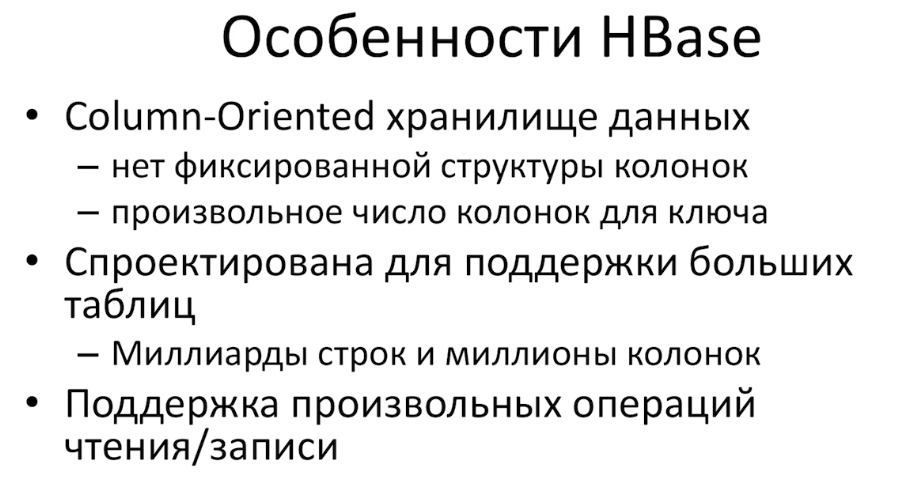 Особенности HBase
• Column-Oriented хранилище данных
– нет фиксированной структуры колонок
– произвольное число колонок для ключа
• Спроектирована для поддержки больших
таблиц
– Миллиарды строк и миллионы колонок
• Поддержка произвольных операций
чтения/записи